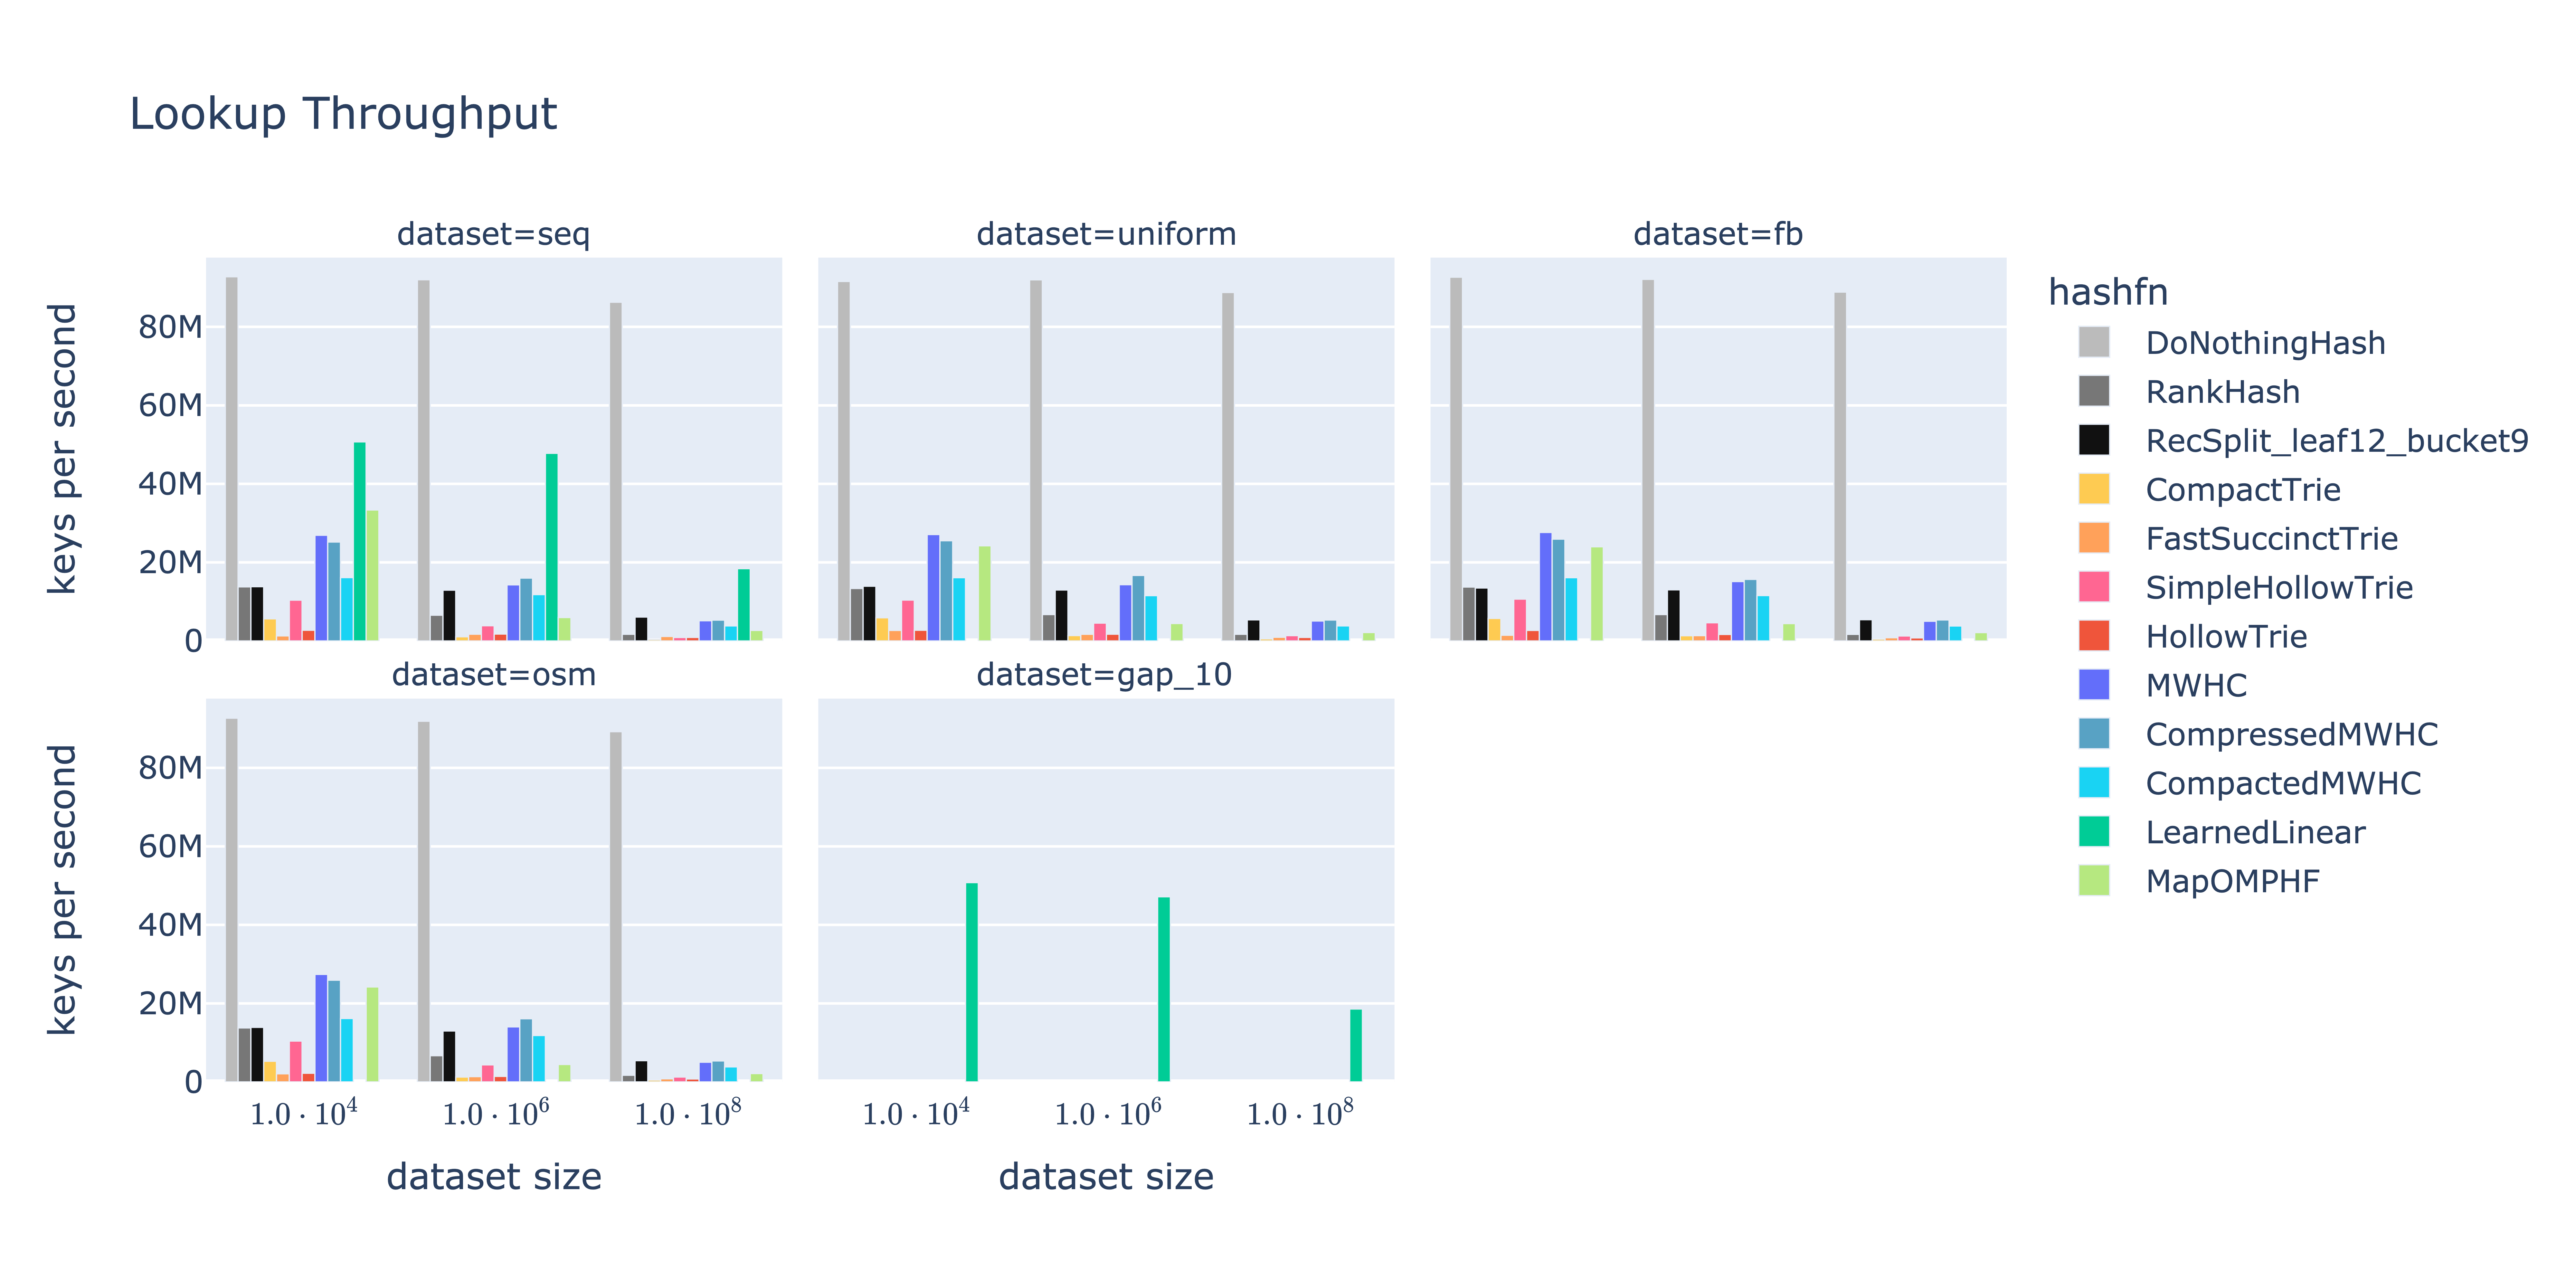 Lookup Throughput
dataset=seq
dataset=uniform
dataset=fb
keys per second
80M
60M
40M
20M
0
dataset=osm
dataset=gap_10
keys per second
80M
60M
40M
20M
0
1.0 · 10⁴
1.0 · 10⁶
1.0 · 10⁸
1.0 · 10⁴
1.0 · 10⁶
1.0 · 10⁸
dataset size
dataset size
hashfn
DoNothingHash
RankHash
RecSplit_leaf12_bucket9
CompactTrie
FastSuccinctTrie
SimpleHollowTrie
HollowTrie
MWHC
CompressedMWHC
CompactedMWHC
LearnedLinear
MapOMPHF